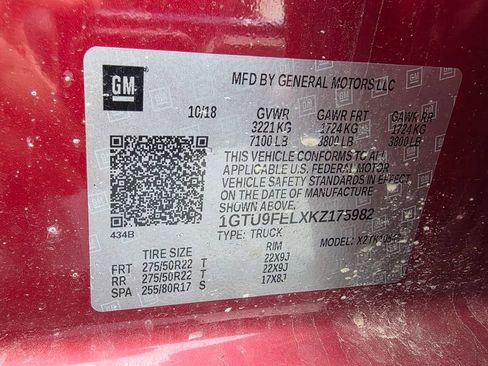 GM
MFD BY GENERAL MOTORS LLC
10/18 GVWR GAWR FRT GAWR RR
3221 KG 1724 KG 1724 KG
7100 LB 3800 LB 3800 LB
THIS VEHICLE CONFORMS TO ALL
APPLICABLE U.S. FEDERAL MOTOR
VEHICLE SAFETY STANDARDS IN EFFECT
ON THE DATE OF MANUFACTURE
SHOWN ABOVE.
1GTU9FELXKZ175982
434B TYPE: TRUCK MODEL:
TIRE SIZE RIM
FRT 275/50R22 T 22X9J
RR 275/50R22 T 22X9J
SPA 255/80R17 S 17X8J